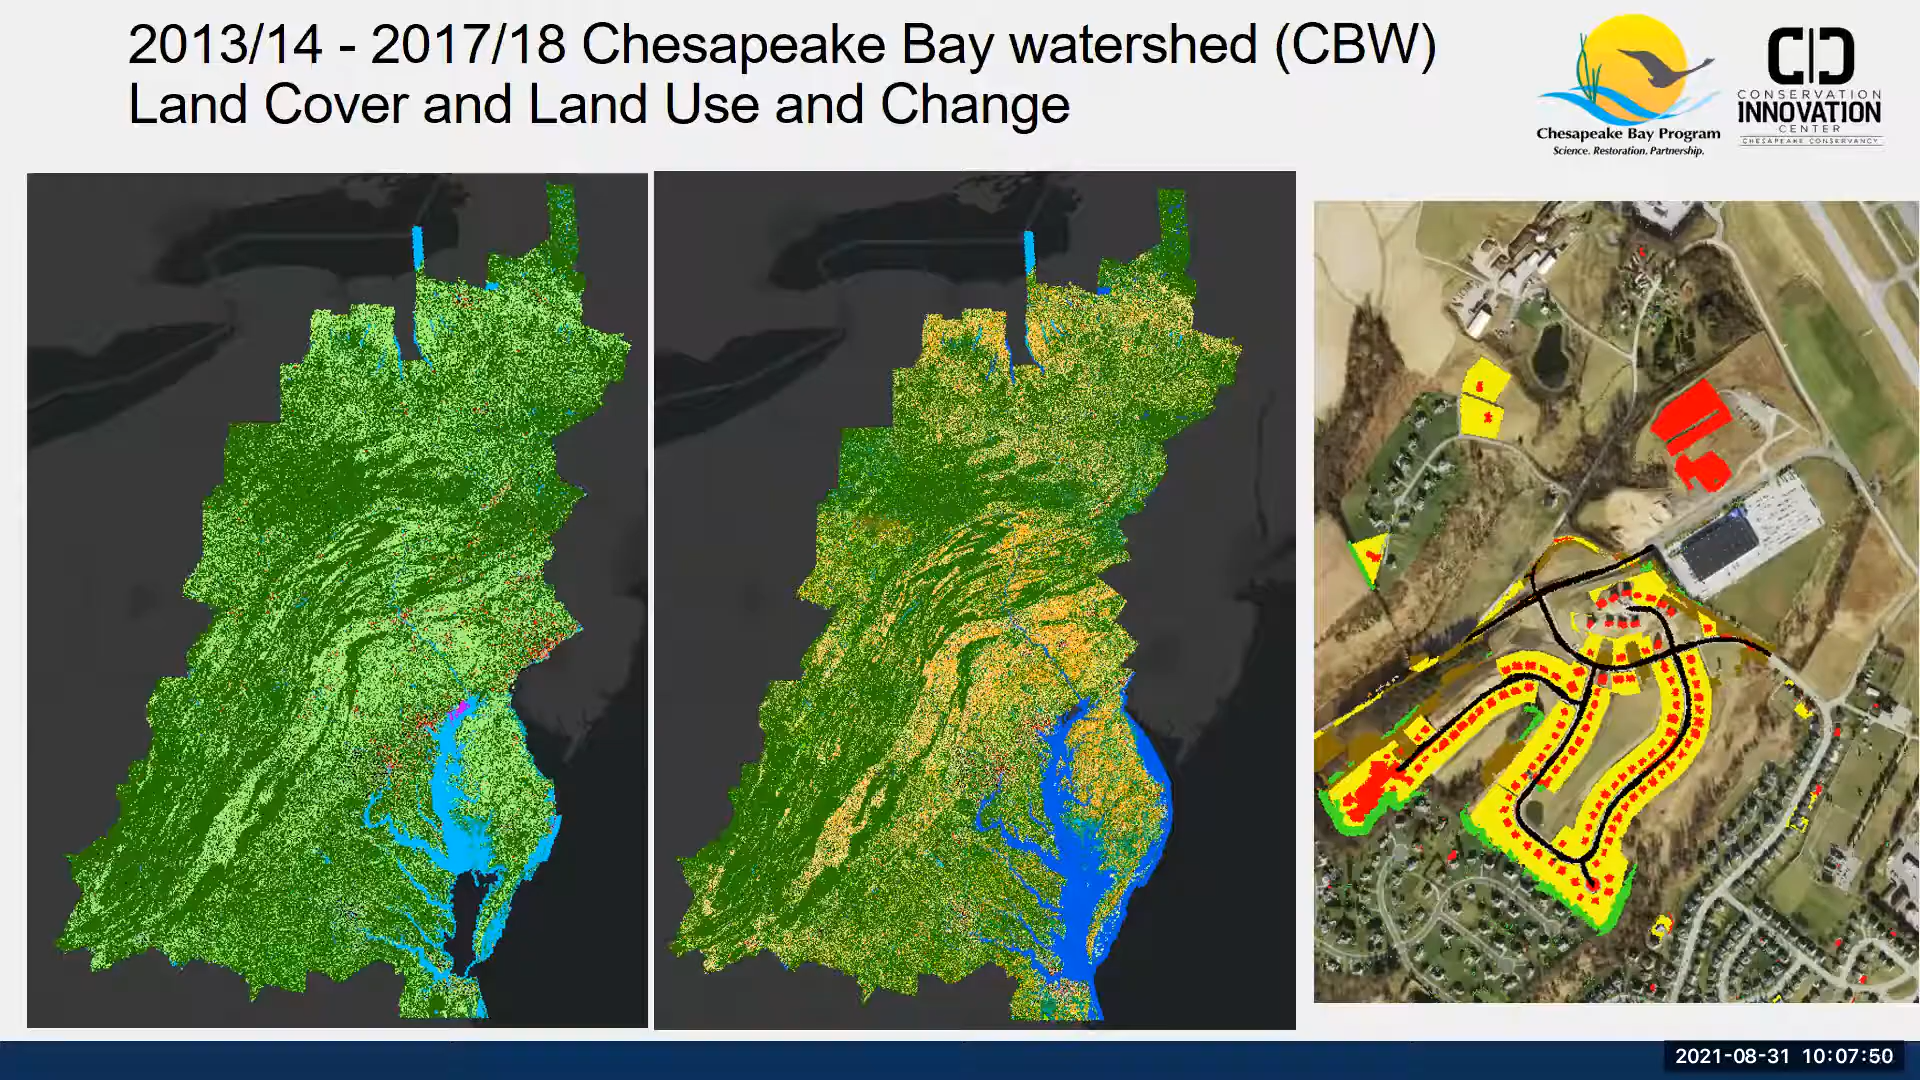 2013/14 - 2017/18 Chesapeake Bay watershed (CBW)
Land Cover and Land Use and Change
Chesapeake Bay Program
Science. Restoration. Partnership.
CONSERVATION
INNOVATION
CENTER
CHESAPEAKE CONSERVANCY
2021-08-31 10:07:50